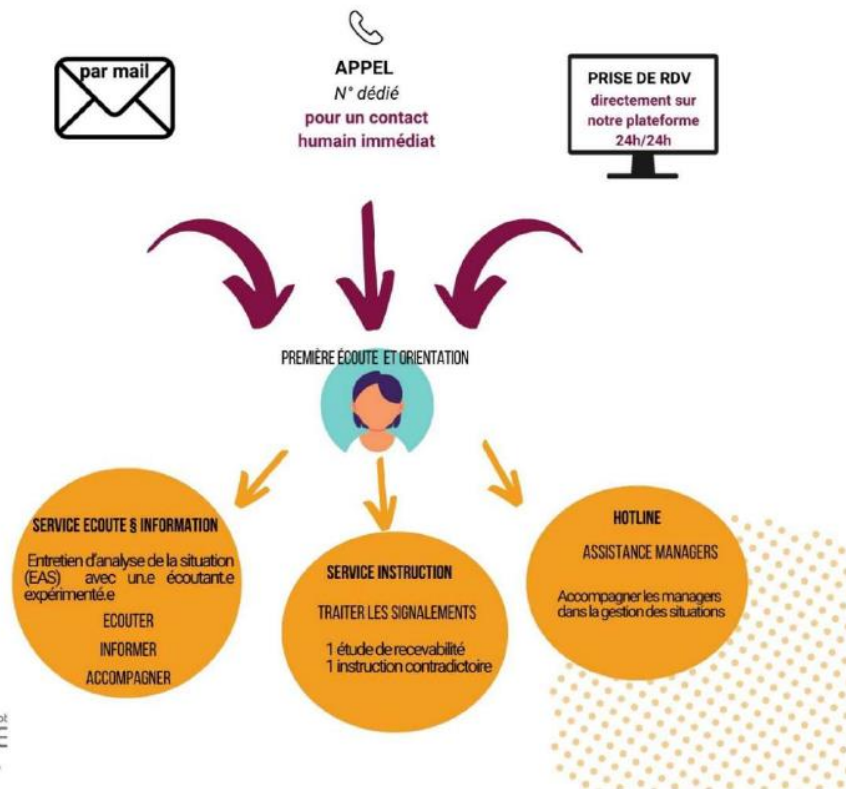 par mail
APPEL
N° dédié
pour un contact
humain immédiat
PRISE DE RDV
directement sur
notre plateforme
24h/24h
PREMIÈRE ÉCOUTE ET ORIENTATION
SERVICE ECOUTE § INFORMATION
Entretien d'analyse de la situation
(EAS) avec un.e écoutant.e
expérimenté.e
ECOUTER
INFORMER
ACCOMPAGNER
SERVICE INSTRUCTION
TRAITER LES SIGNALEMENTS
1 étude de recevabilité
1 instruction contradictoire
HOTLINE
ASSISTANCE MANAGERS
Accompagner les managers
dans la gestion des situations